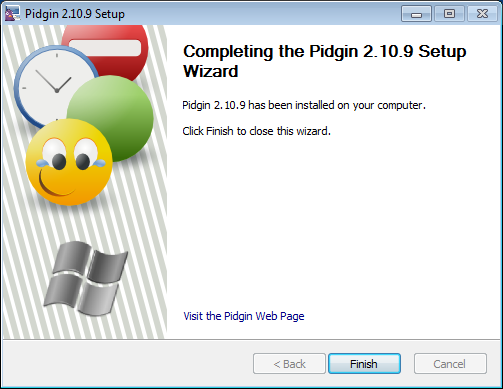 Pidgin 2.10.9 Setup
Completing the Pidgin 2.10.9 Setup
Wizard
Pidgin 2.10.9 has been installed on your computer.
Click Finish to close this wizard.
Visit the Pidgin Web Page
< Back
Finish
Cancel